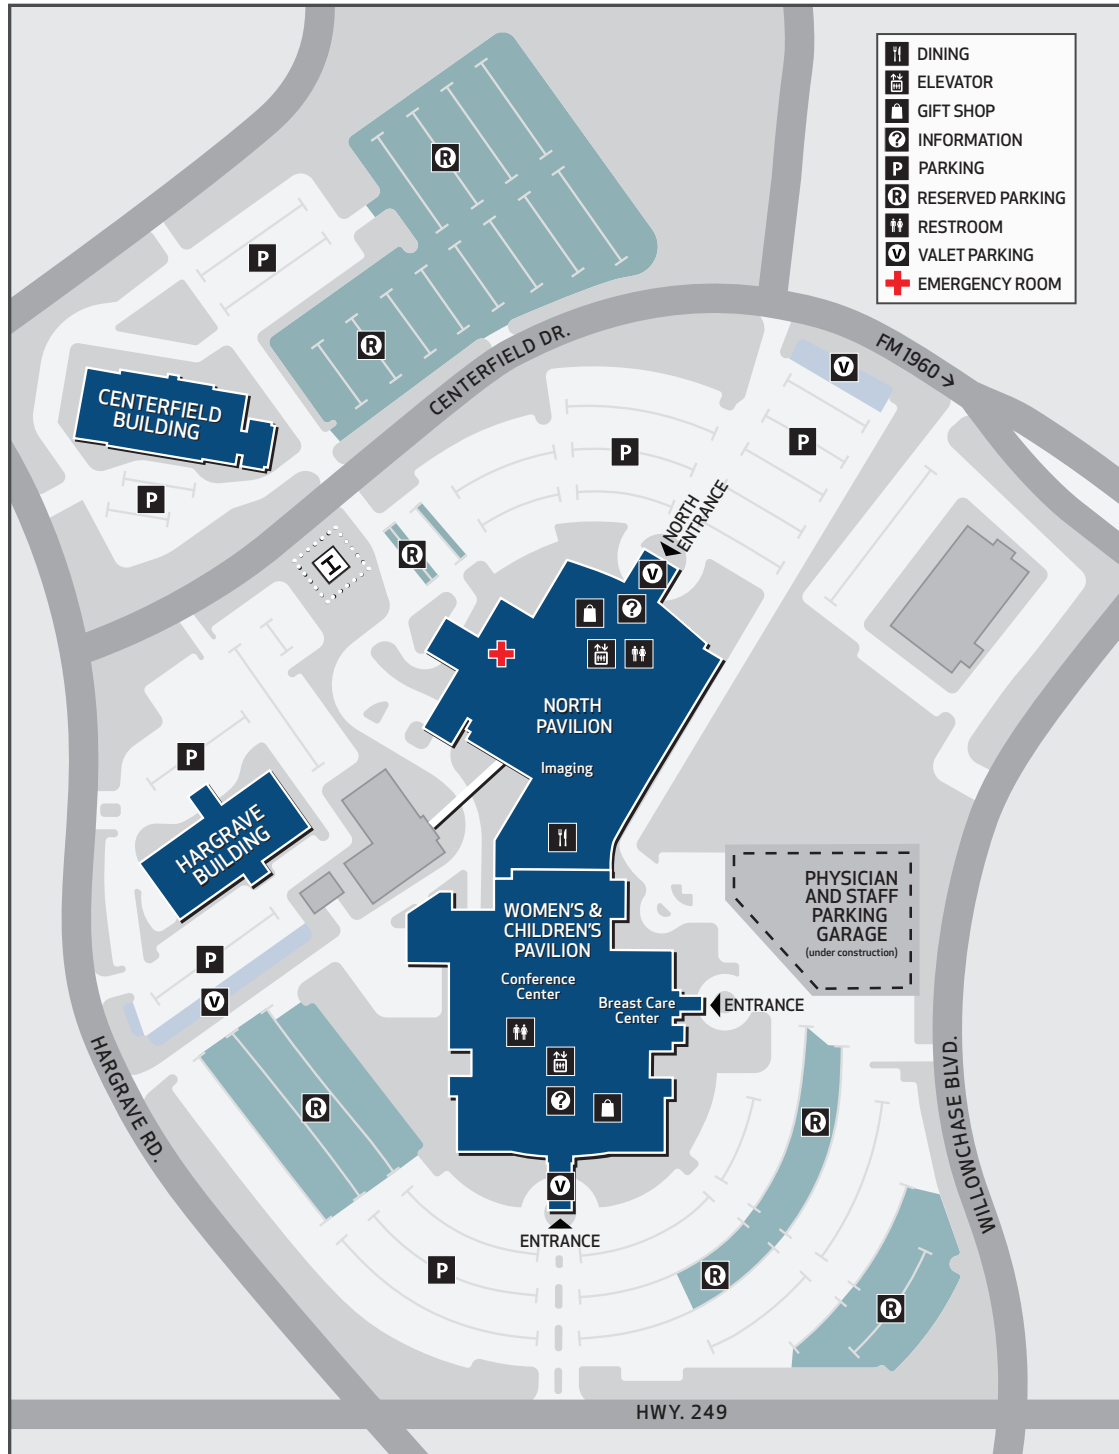 DINING
ELEVATOR
GIFT SHOP
? INFORMATION
P PARKING
R RESERVED PARKING
RESTROOM
V VALET PARKING
EMERGENCY ROOM
R
P
R
CENTERFIELD DR.
FM 1960 →
V
CENTERFIELD
BUILDING
P
P
P
NORTH
ENTRANCE
R
H
V
?
NORTH
PAVILION
Imaging
P
HARGRAVE
BUILDING
PHYSICIAN
AND STAFF
PARKING
GARAGE
(under construction)
WOMEN'S &
CHILDREN'S
PAVILION
Conference
Center
Breast Care
Center
ENTRANCE
P
V
HARGRAVE RD.
WILLOWCHASE BLVD.
R
?
R
V
ENTRANCE
P
R
R
HWY. 249